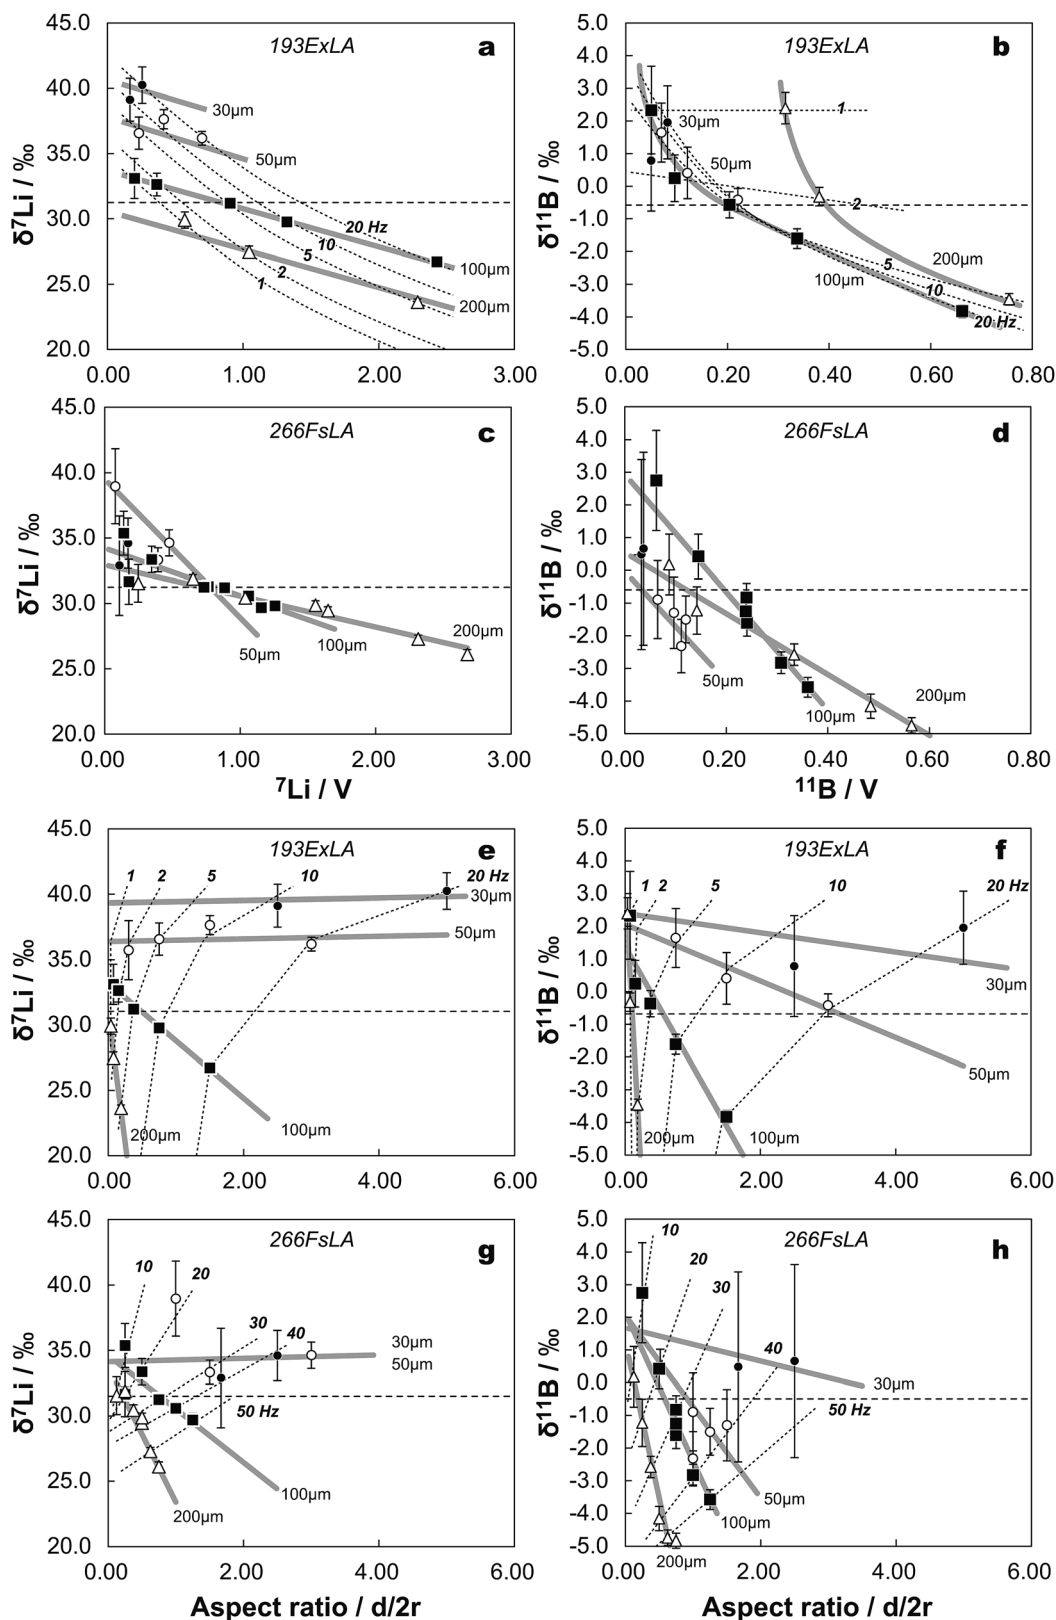 193ExLA
a
45.0
40.0
35.0
30.0
25.0
20.0
δ⁷Li / ‰
30µm
50µm
20 Hz
10
5
2
1
100µm
200µm
0.00 1.00 2.00 3.00
193ExLA
b
5.0
4.0
3.0
2.0
1.0
0.0
-1.0
-2.0
-3.0
-4.0
-5.0
δ¹¹B / ‰
1
30µm
50µm
2
200µm
5
100µm
10
20 Hz
0.00 0.20 0.40 0.60 0.80
266FsLA
c
45.0
40.0
35.0
30.0
25.0
20.0
δ⁷Li / ‰
200µm
100µm
50µm
0.00 1.00 2.00 3.00
⁷Li / V
266FsLA
d
5.0
4.0
3.0
2.0
1.0
0.0
-1.0
-2.0
-3.0
-4.0
-5.0
δ¹¹B / ‰
50µm
200µm
100µm
0.00 0.20 0.40 0.60 0.80
¹¹B / V
193ExLA
e
45.0
40.0
35.0
30.0
25.0
20.0
δ⁷Li / ‰
1 2 5 10 20 Hz
30µm
50µm
200µm
100µm
0.00 2.00 4.00 6.00
193ExLA
f
5.0
4.0
3.0
2.0
1.0
0.0
-1.0
-2.0
-3.0
-4.0
-5.0
δ¹¹B / ‰
1 2 5 10 20 Hz
30µm
50µm
200µm
100µm
0.00 2.00 4.00 6.00
266FsLA
g
45.0
40.0
35.0
30.0
25.0
20.0
δ⁷Li / ‰
10
20
30
40
30µm
50µm
50 Hz
100µm
200µm
0.00 2.00 4.00 6.00
Aspect ratio / d/2r
266FsLA
h
5.0
4.0
3.0
2.0
1.0
0.0
-1.0
-2.0
-3.0
-4.0
-5.0
δ¹¹B / ‰
10
20
30
40
30µm
50 Hz
50µm
100µm
200µm
0.00 2.00 4.00 6.00
Aspect ratio / d/2r